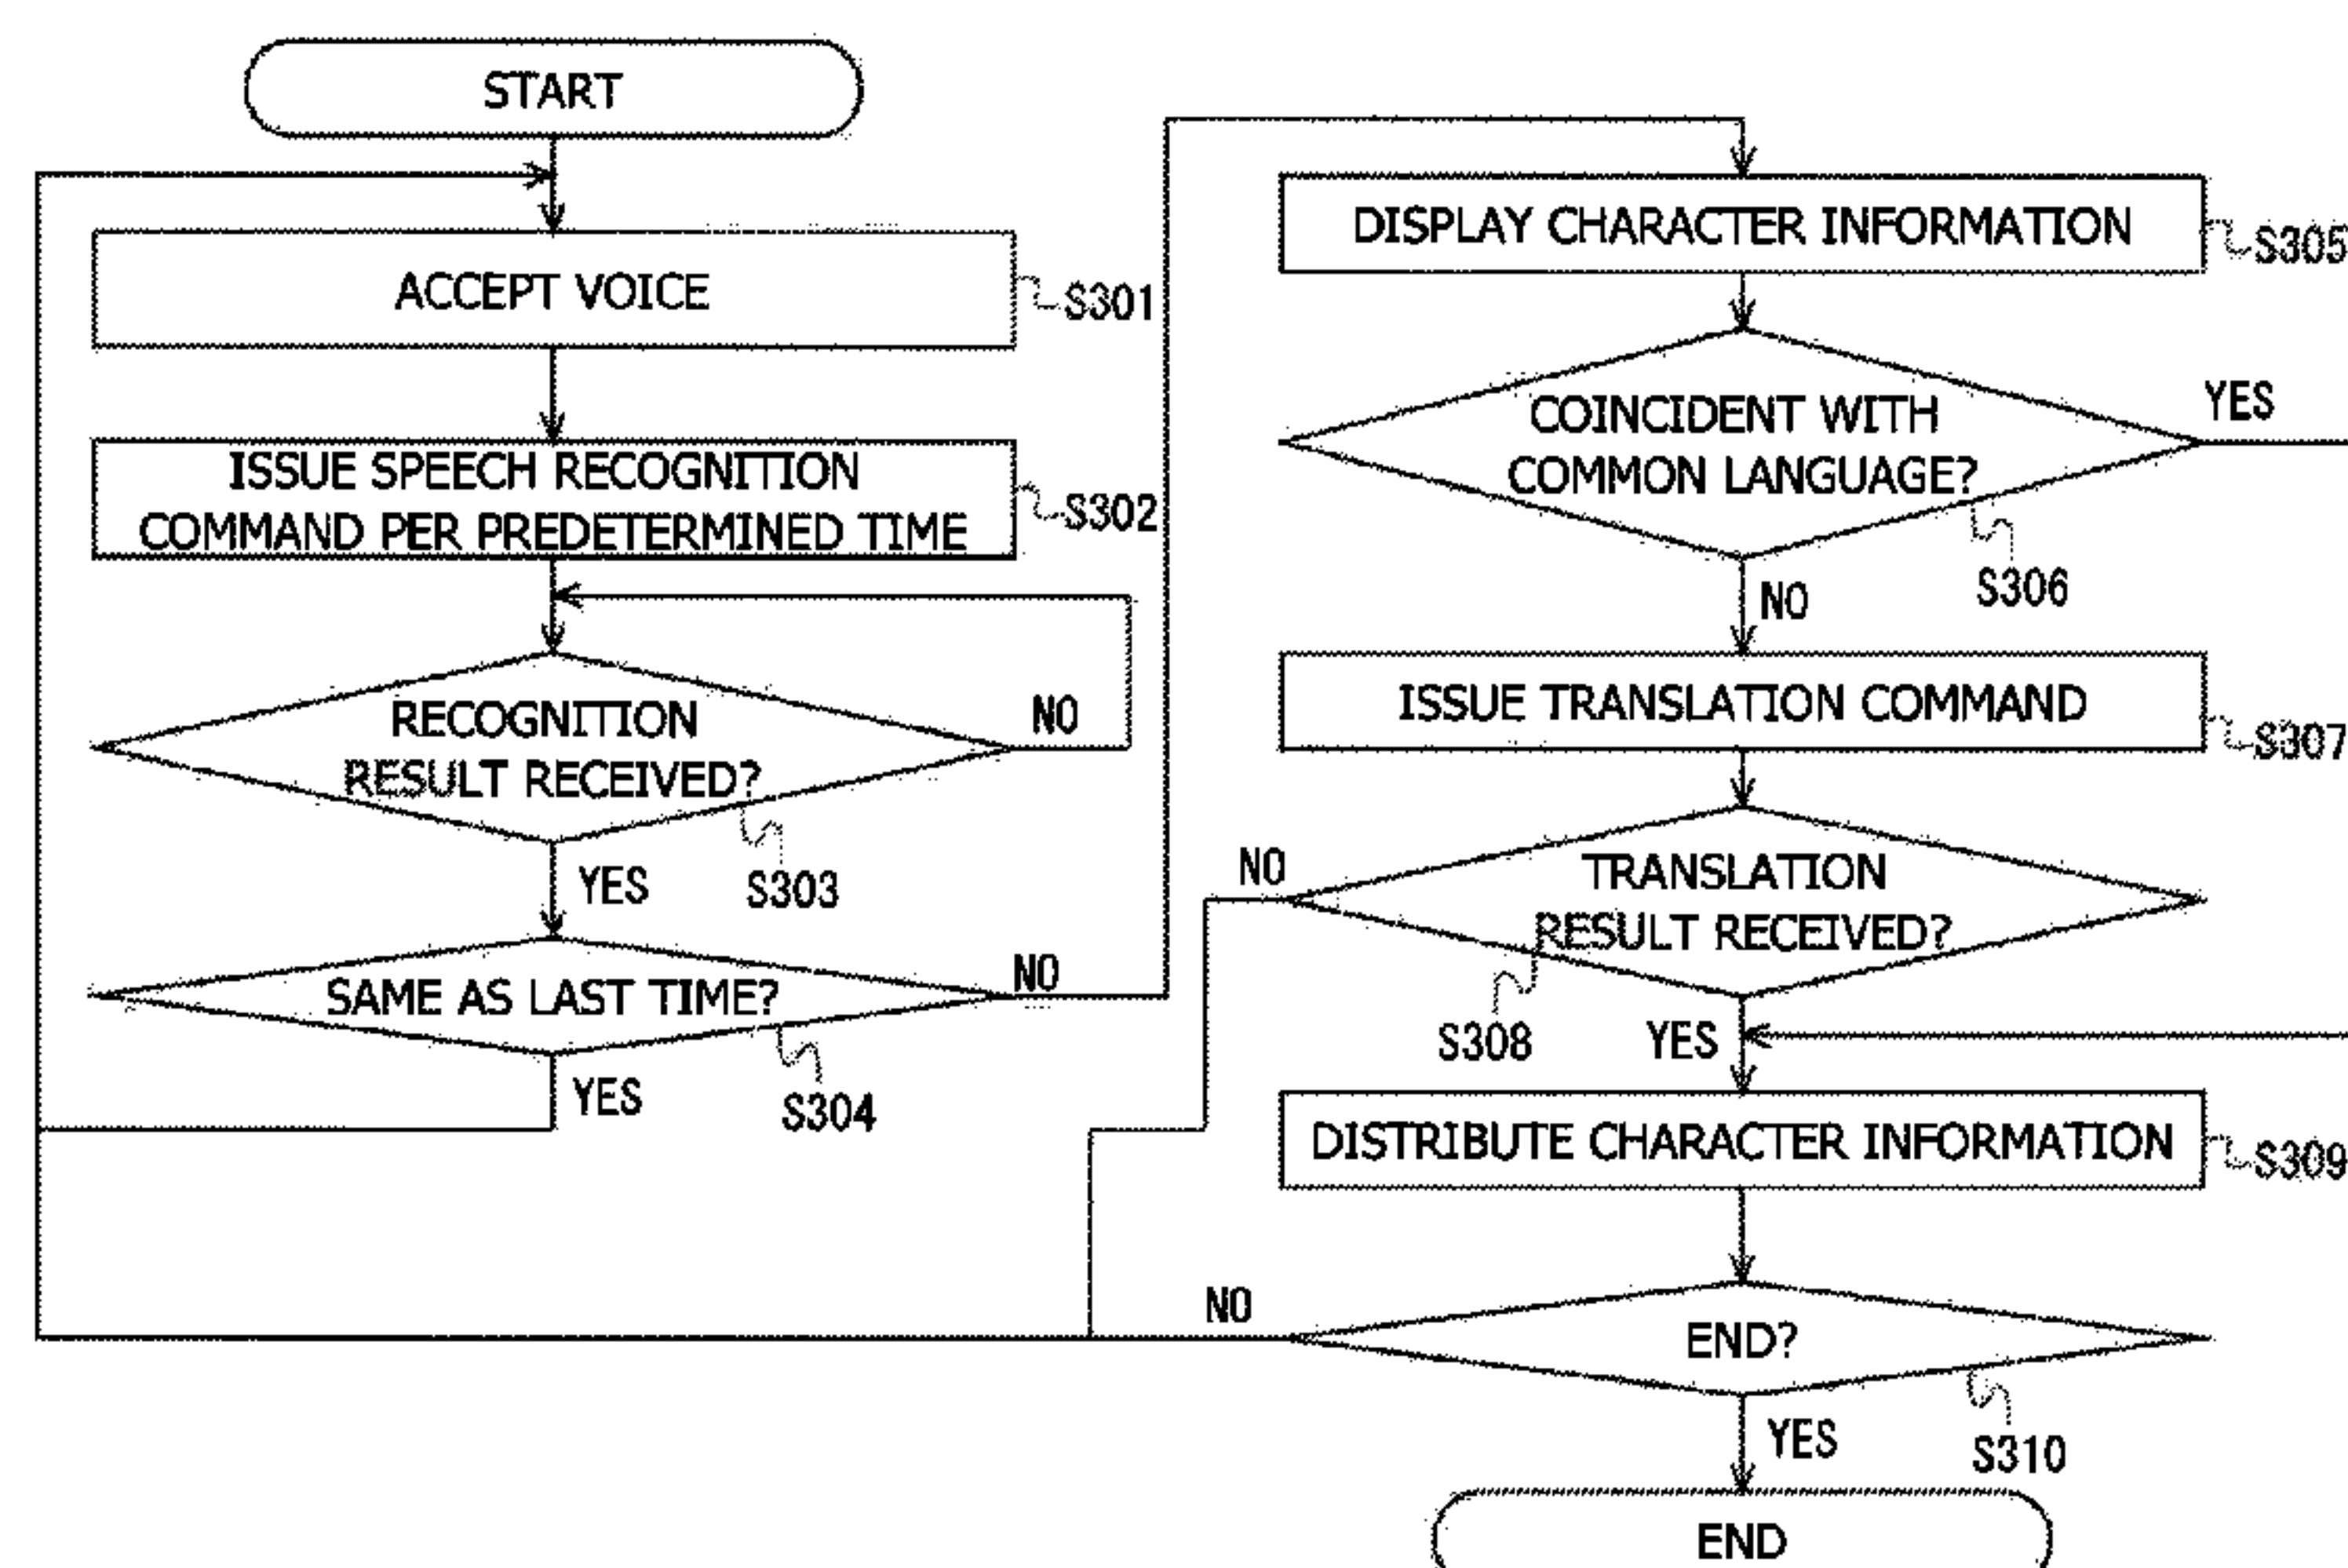 START
ACCEPT VOICE
S301
ISSUE SPEECH RECOGNITION
COMMAND PER PREDETERMINED TIME
S302
RECOGNITION
RESULT RECEIVED?
NO
S303
YES
SAME AS LAST TIME?
NO
S304
YES
DISPLAY CHARACTER INFORMATION
S305
COINCIDENT WITH
COMMON LANGUAGE?
YES
S306
NO
ISSUE TRANSLATION COMMAND
S307
TRANSLATION
RESULT RECEIVED?
NO
S308
YES
DISTRIBUTE CHARACTER INFORMATION
S309
END?
NO
S310
YES
END